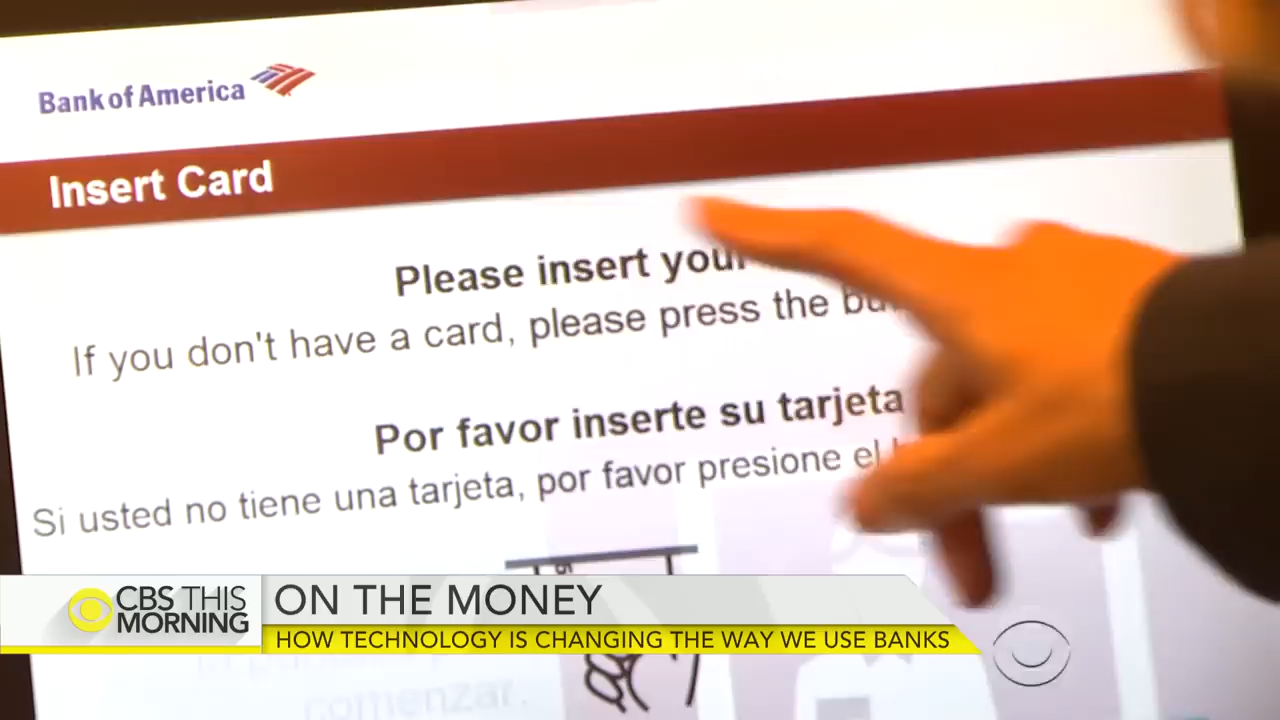 Bank of America
Insert Card
Please insert your
If you don't have a card, please press the
Por favor inserte su tarjeta
Si usted no tiene una tarjeta, por favor presione el
CBS THIS
MORNING
ON THE MONEY
HOW TECHNOLOGY IS CHANGING THE WAY WE USE BANKS
comenzar.